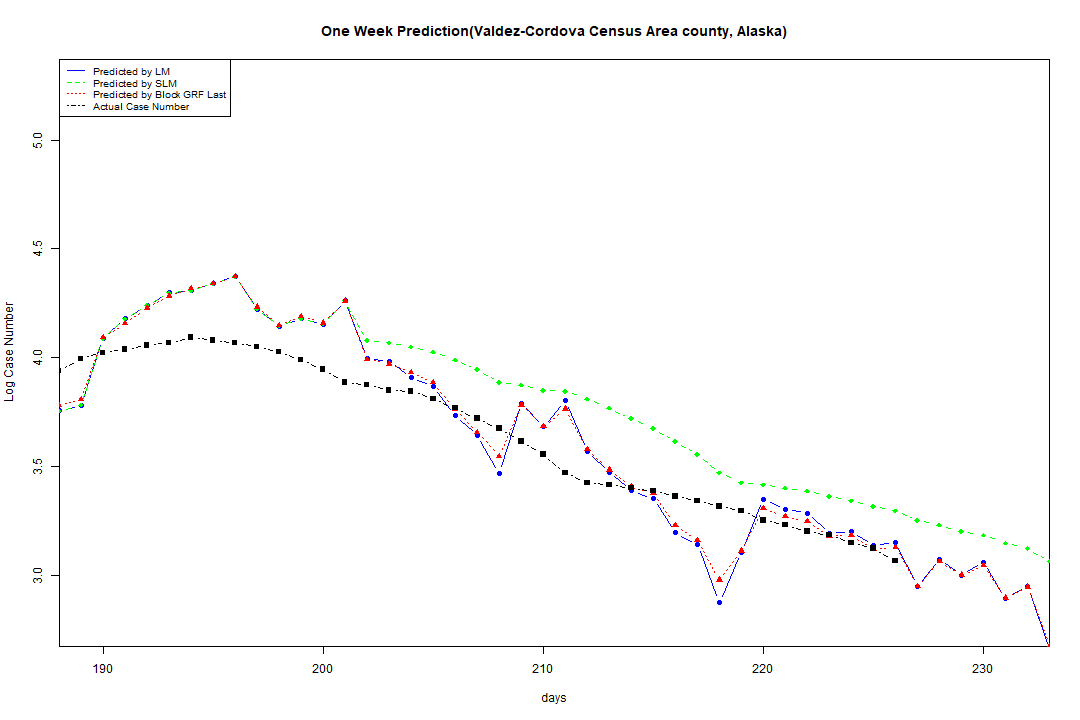 One Week Prediction(Valdez-Cordova Census Area county, Alaska)
Predicted by LM
Predicted by SLM
Predicted by Block GRF Last
Actual Case Number
5.0
4.5
4.0
3.5
3.0
Log Case Number
190 200 210 220 230
days